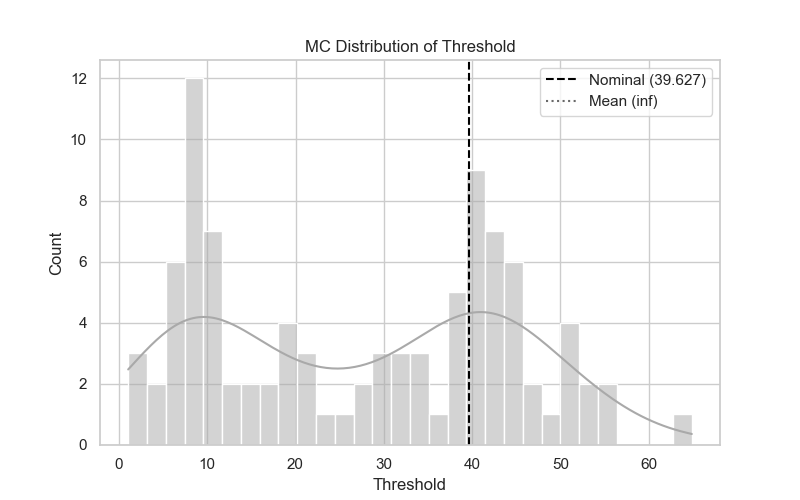 MC Distribution of Threshold
Nominal (39.627)
Mean (inf)
12
10
8
6
4
2
0
Count
0 10 20 30 40 50 60
Threshold